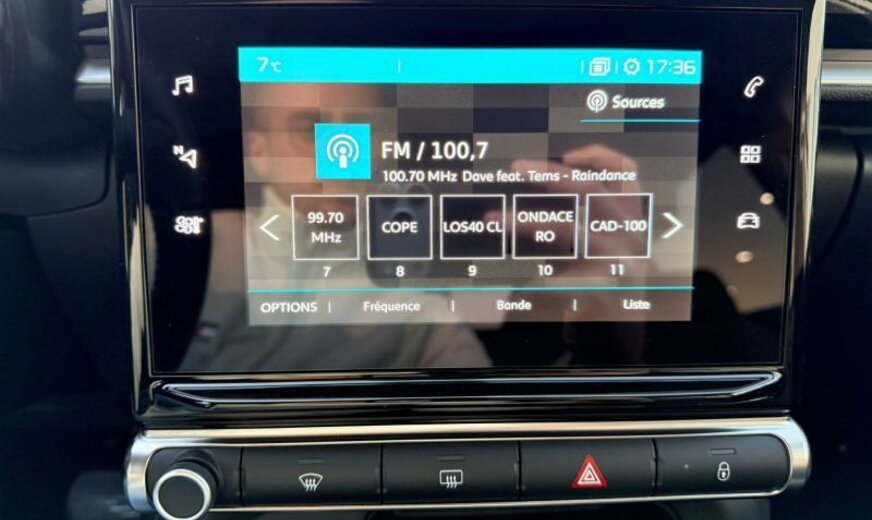 7°C
17:36
Sources
FM / 100,7
100.70 MHz Dave feat. Tems - Raindance
99.70 MHz
COPE
LOS40 CL
ONDACE RO
CAD-100
7
8
9
10
11
OPTIONS
Fréquence
Bande
Liste
N